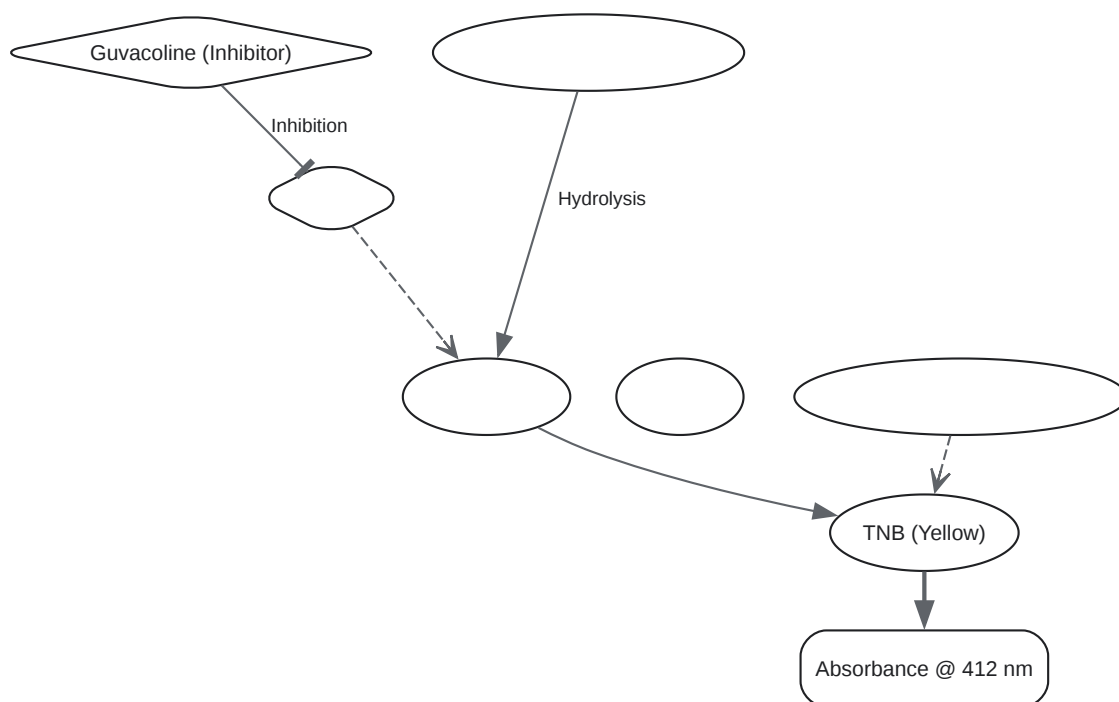 Guvacoline (Inhibitor)
Inhibition
Hydrolysis
TNB (Yellow)
Absorbance @ 412 nm